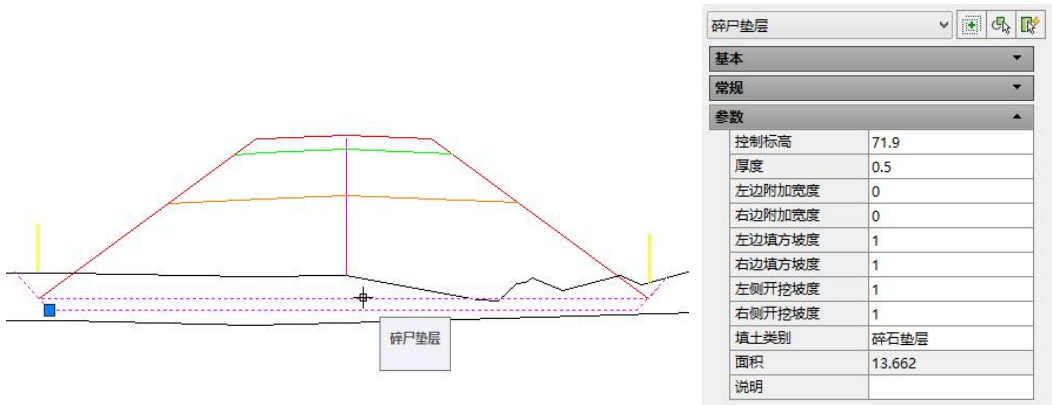 碎尸垫层
碎尸垫层
基本
常规
参数
控制标高 71.9
厚度 0.5
左边附加宽度 0
右边附加宽度 0
左边填方坡度 1
右边填方坡度 1
左侧开挖坡度 1
右侧开挖坡度 1
填土类别 碎石垫层
面积 13.662
说明